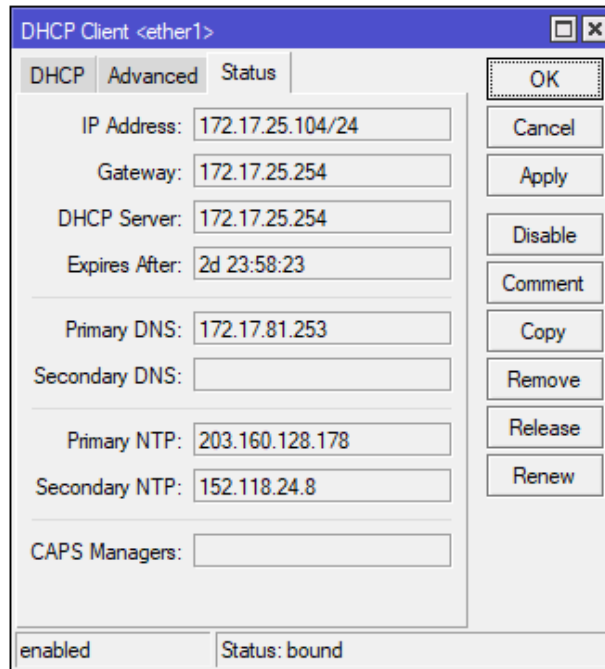 DHCP Client <ether1>
DHCP Advanced Status
OK
IP Address: 172.17.25.104/24
Cancel
Gateway: 172.17.25.254
Apply
DHCP Server: 172.17.25.254
Disable
Expires After: 2d 23:58:23
Comment
Primary DNS: 172.17.81.253
Copy
Secondary DNS:
Remove
Primary NTP: 203.160.128.178
Release
Secondary NTP: 152.118.24.8
Renew
CAPS Managers:
enabled Status: bound